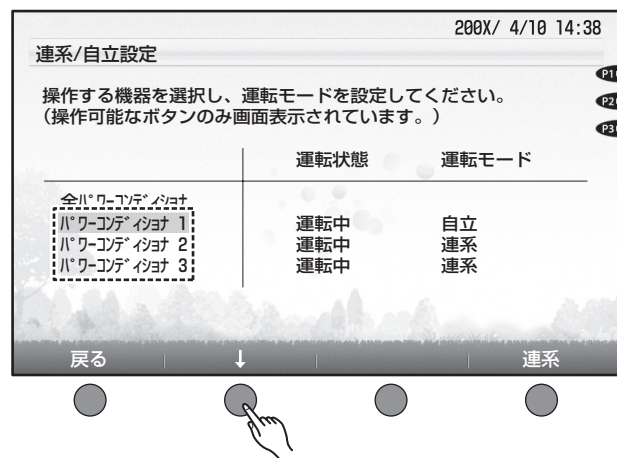 200X/ 4/10 14:38
連系/自立設定
操作する機器を選択し、運転モードを設定してください。
(操作可能なボタンのみ画面表示されています。)
運転状態 運転モード
全ﾊﾟﾜｰｺﾝﾃﾞｨｼｮﾅ
ﾊﾟﾜｰｺﾝﾃﾞｨｼｮﾅ 1 運転中 自立
ﾊﾟﾜｰｺﾝﾃﾞｨｼｮﾅ 2 運転中 連系
ﾊﾟﾜｰｺﾝﾃﾞｨｼｮﾅ 3 運転中 連系
戻る ↓ 連系